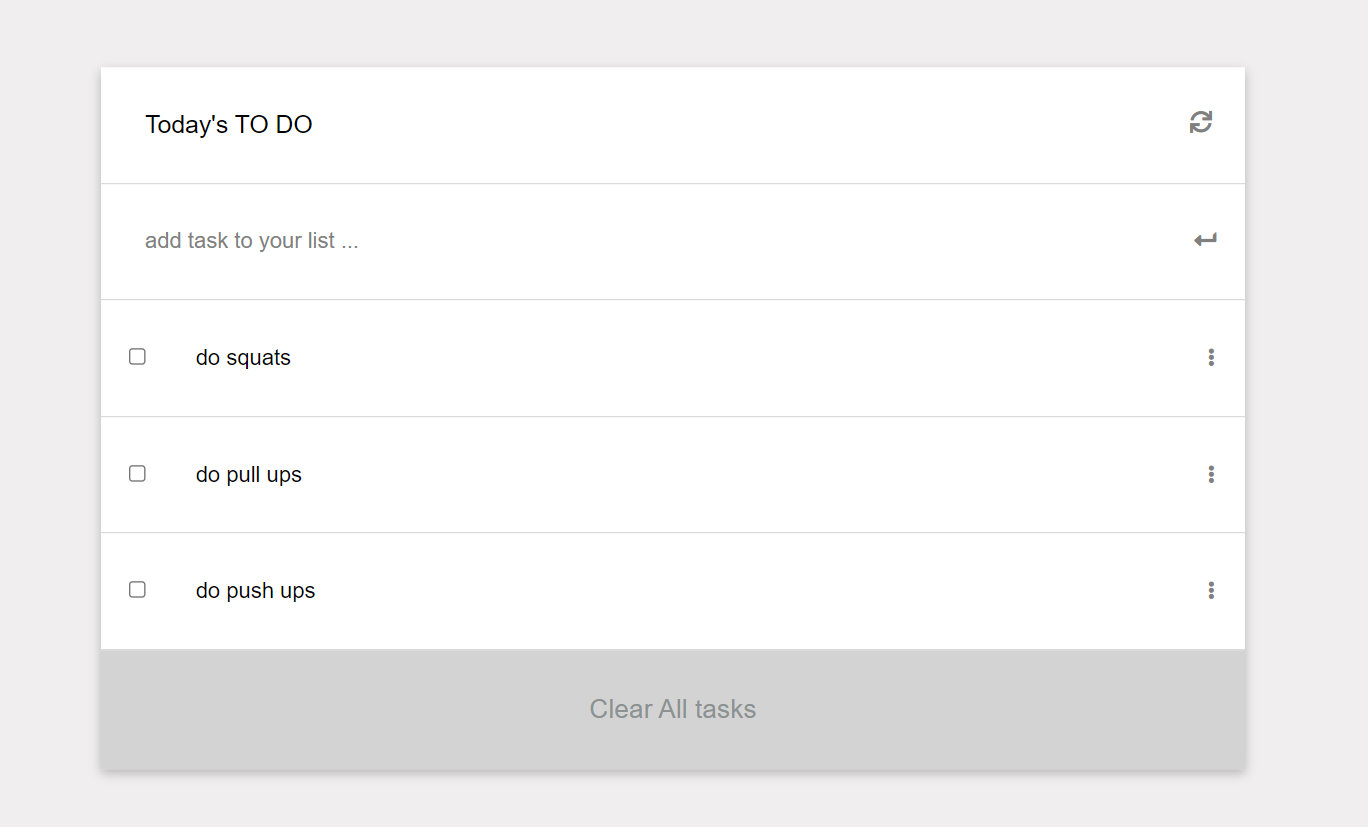 Today's TO DO
add task to your list ...
do squats
do pull ups
do push ups
Clear All tasks